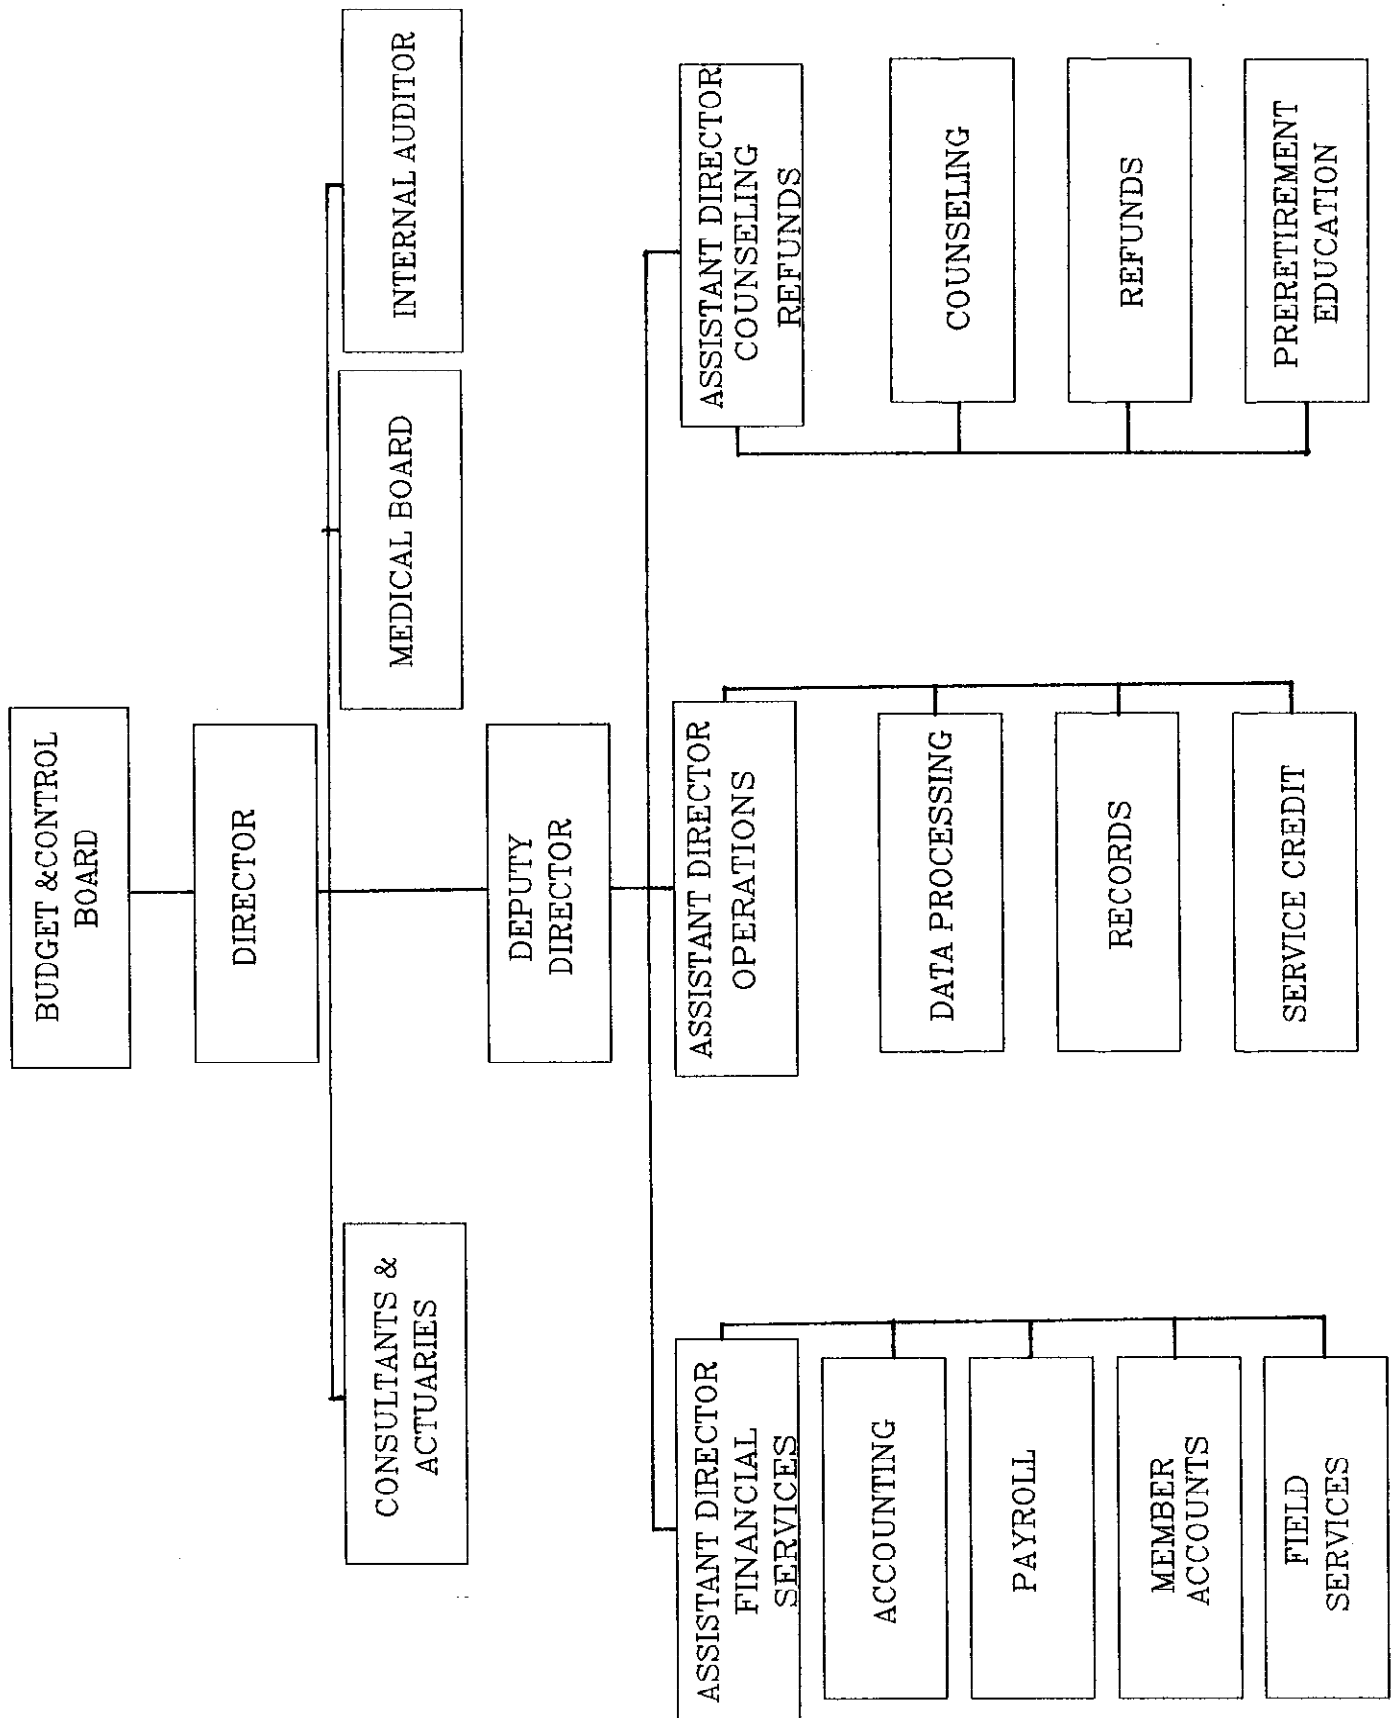 BUDGET &CONTROL
BOARD
DIRECTOR
CONSULTANTS &
ACTUARIES
MEDICAL BOARD
INTERNAL AUDITOR
DEPUTY
DIRECTOR
ASSISTANT DIRECTOR
FINANCIAL
SERVICES
ACCOUNTING
PAYROLL
MEMBER
ACCOUNTS
FIELD
SERVICES
ASSISTANT DIRECTOR
OPERATIONS
DATA PROCESSING
RECORDS
SERVICE CREDIT
ASSISTANT DIRECTOR
COUNSELING
REFUNDS
COUNSELING
REFUNDS
PRERETIREMENT
EDUCATION